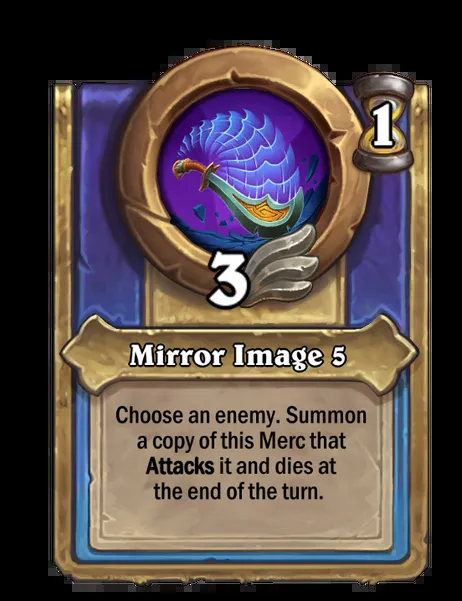 1
3
Mirror Image 5
Choose an enemy. Summon
a copy of this Merc that
Attacks it and dies at
the end of the turn.